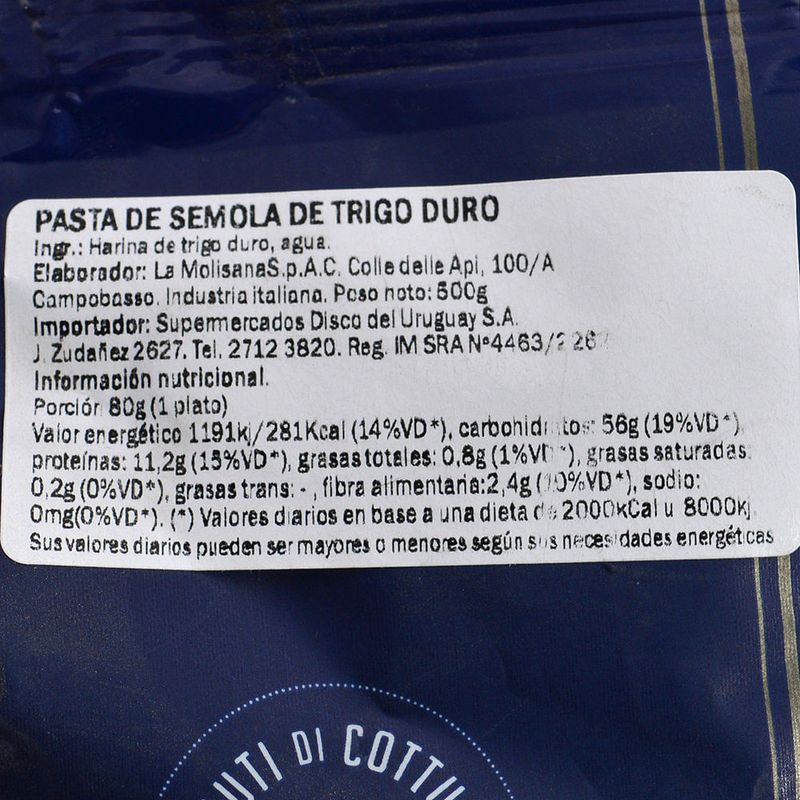 PASTA DE SEMOLA DE TRIGO DURO
Ingr.: Harina de trigo duro, agua.
Elaborador: La MolisanaS.p.A.C. Colle delle Api, 100/A
Campobasso. Industria italiana. Peso neto: 500g
Importador: Supermercados Disco del Uruguay S.A.
J. Zudañez 2627. Tel. 2712 3820. Reg. IM SRA Nº
Información nutricional.
Porción 80g (1 plato)
Valor energético 1191kj/281Kcal (14%VD*), carbohidratos: 56g (19%VD*),
proteínas: 11,2g (15%VD*), grasas totales: 0,8g (1%VD*), grasas saturadas:
0,2g (0%VD*), grasas trans: - , fibra alimentaria:2,4g sodio:
0mg(0%VD*). (*) Valores diarios en base a una dieta de 2000kCal u 8000kj.
Sus valores diarios pueden ser mayores o menores según sus necesidades energéticas
DI